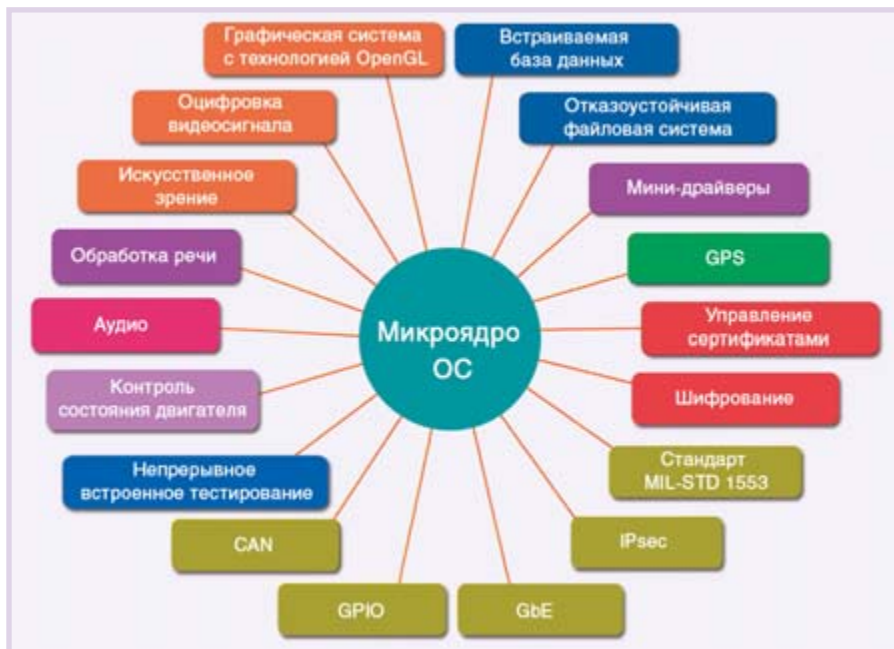 Графическая система
с технологией OpenGL
Встраиваемая
база данных
Оцифровка
видеосигнала
Отказоустойчивая
файловая система
Искусственное
зрение
Мини-драйверы
Обработка речи
GPS
Аудио
Микроядро
ОС
Управление
сертификатами
Контроль
состояния двигателя
Шифрование
Непрерывное
встроенное тестирование
Стандарт
MIL-STD 1553
CAN
IPsec
GPIO
GbE